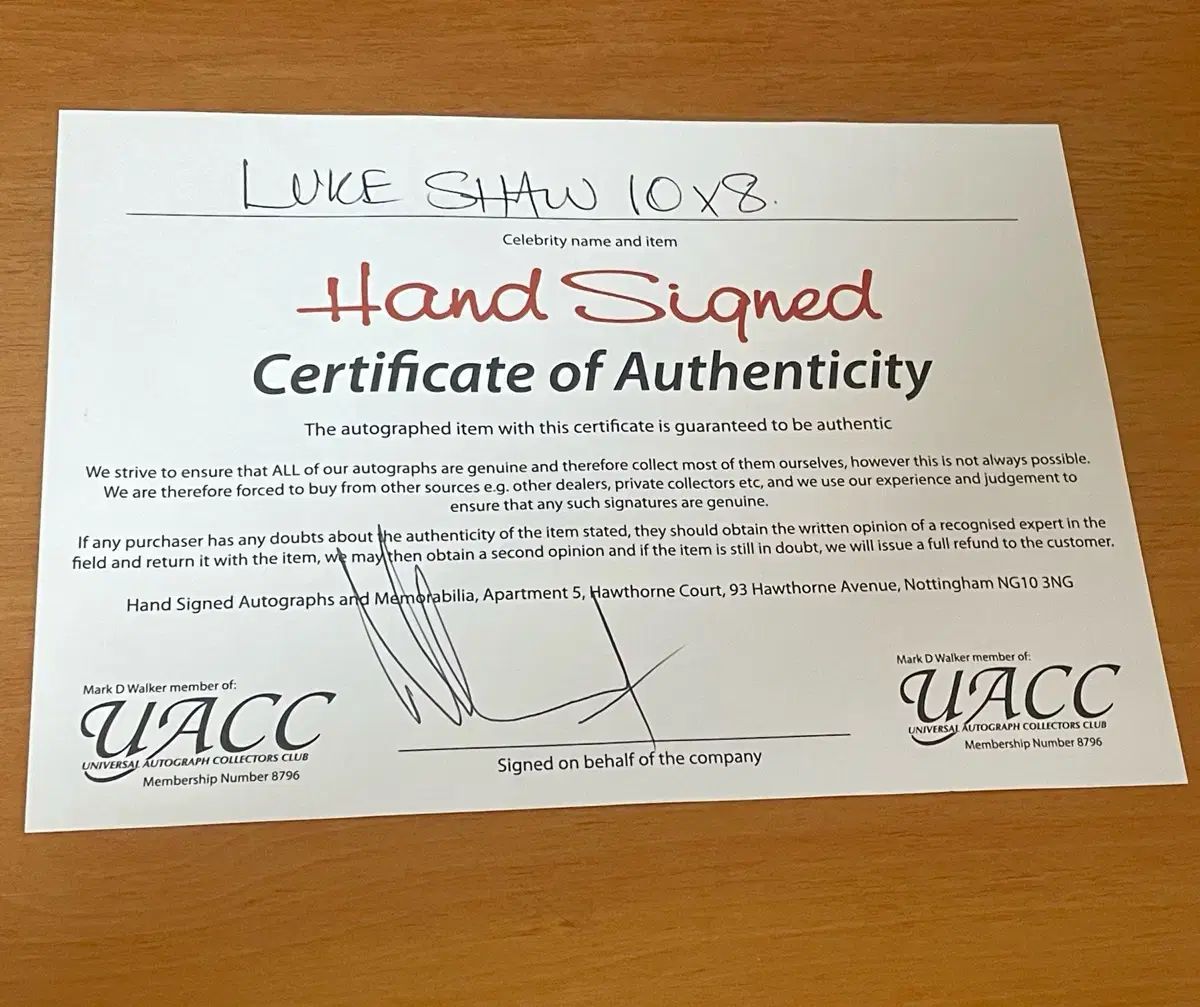 LUKE SHAW 10x8.
Celebrity name and item
Hand Signed
Certificate of Authenticity
The autographed item with this certificate is guaranteed to be authentic
We strive to ensure that ALL of our autographs are genuine and therefore collect most of them ourselves, however this is not always possible.
We are therefore forced to buy from other sources e.g. other dealers, private collectors etc, and we use our experience and judgement to
ensure that any such signatures are genuine.
If any purchaser has any doubts about the authenticity of the item stated, they should obtain the written opinion of a recognised expert in the
field and return it with the item, we may then obtain a second opinion and if the item is still in doubt, we will issue a full refund to the customer.
Hand Signed Autographs and Memorabilia, Apartment 5, Hawthorne Court, 93 Hawthorne Avenue, Nottingham NG10 3NG
Mark D Walker member of:
UACC
UNIVERSAL AUTOGRAPH COLLECTORS CLUB
Membership Number 8796
Signed on behalf of the company
Mark D Walker member of:
UACC
UNIVERSAL AUTOGRAPH COLLECTORS CLUB
Membership Number 8796